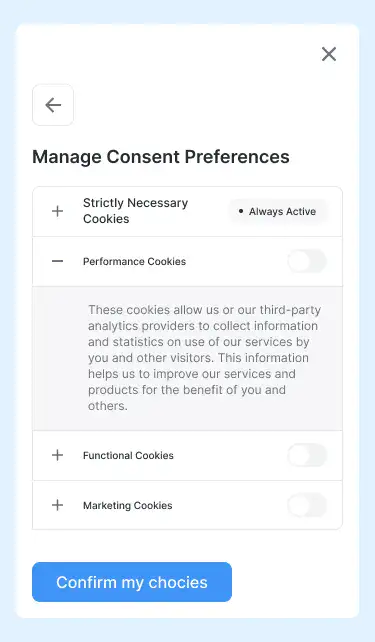 Manage Consent Preferences
Strictly Necessary
Cookies
Always Active
Performance Cookies
These cookies allow us or our third-party
analytics providers to collect information
and statistics on use of our services by
you and other visitors. This information
helps us to improve our services and
products for the benefit of you and
others.
Functional Cookies
Marketing Cookies
Confirm my chocies